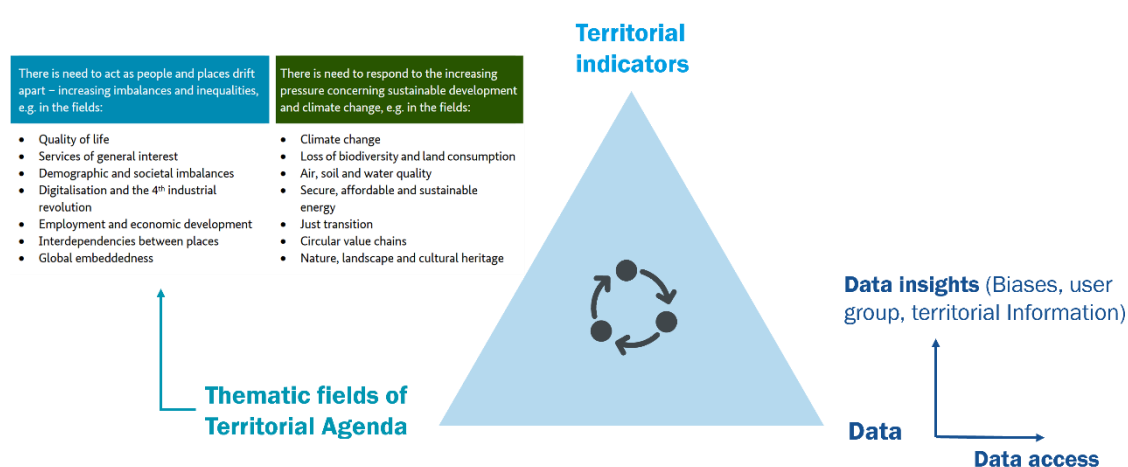 Territorial
indicators
There is need to act as people and places drift
apart – increasing imbalances and inequalities,
e.g. in the fields:
• Quality of life
• Services of general interest
• Demographic and societal imbalances
• Digitalisation and the 4th industrial
revolution
• Employment and economic development
• Interdependencies between places
• Global embeddedness
There is need to respond to the increasing
pressure concerning sustainable development
and climate change, e.g. in the fields:
• Climate change
• Loss of biodiversity and land consumption
• Air, soil and water quality
• Secure, affordable and sustainable
energy
• Just transition
• Circular value chains
• Nature, landscape and cultural heritage
Data insights (Biases, user
group, territorial Information)
Thematic fields of
Territorial Agenda
Data
Data access